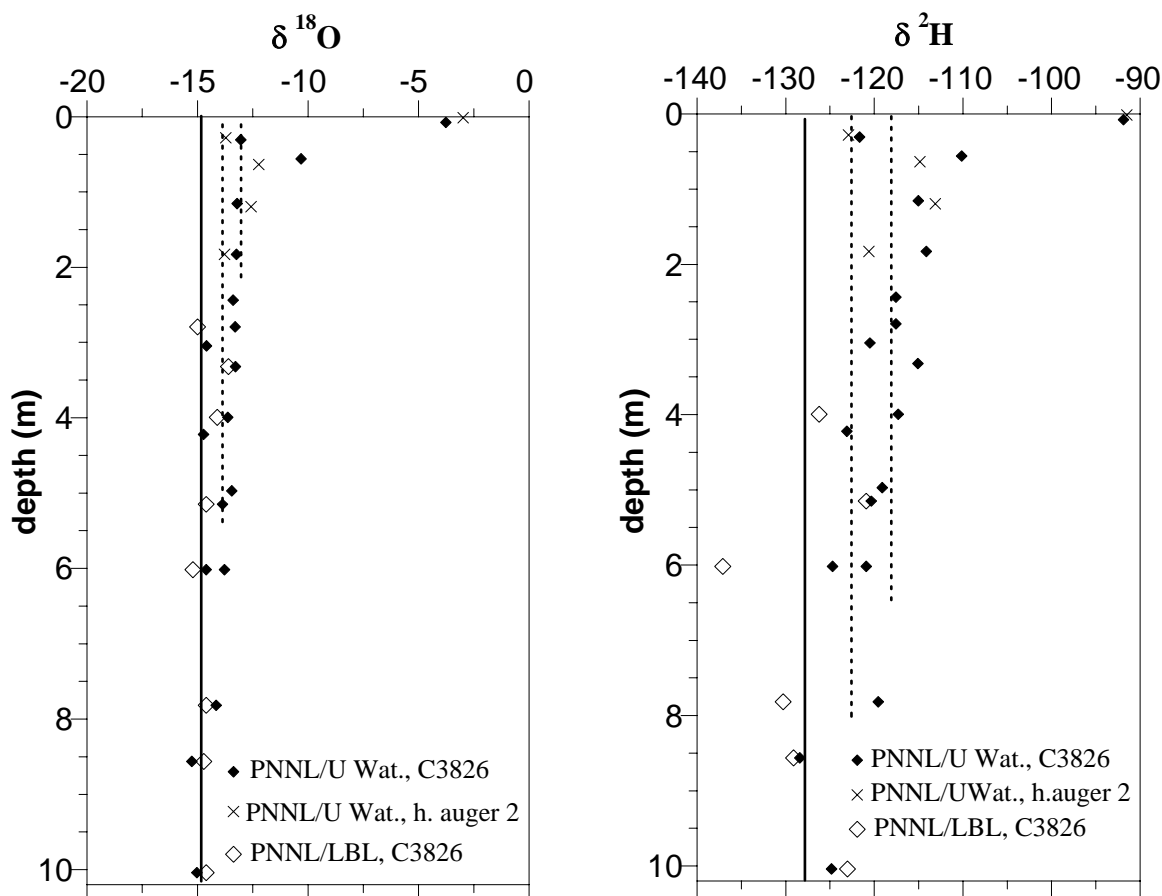 δ 18O
-20 -15 -10 -5 0
0
2
4
6
8
10
depth (m)
PNNL/U Wat., C3826
PNNL/U Wat., h. auger 2
PNNL/LBL, C3826
δ 2H
-140 -130 -120 -110 -100 -90
0
2
4
6
8
10
depth (m)
PNNL/U Wat., C3826
PNNL/UWat., h.auger 2
PNNL/LBL, C3826